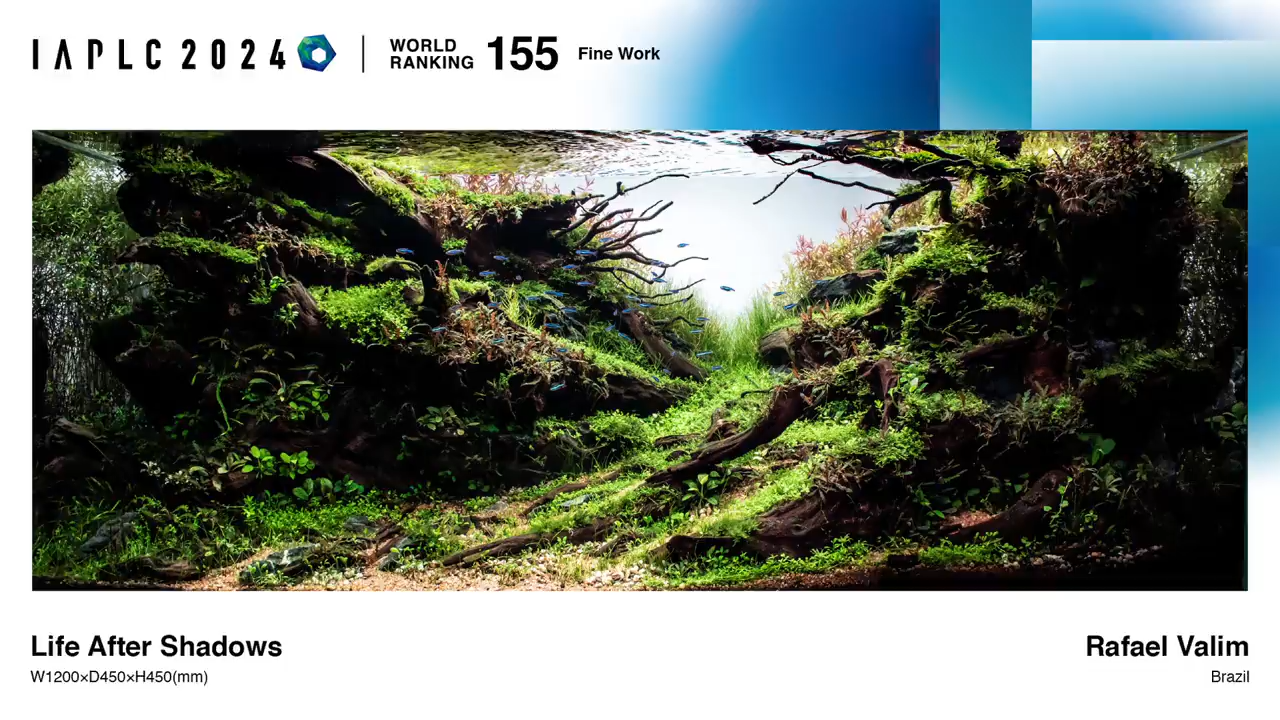 IAPLC 2024
WORLD RANKING 155 Fine Work
Life After Shadows
W1200×D450×H450(mm)
Rafael Valim
Brazil